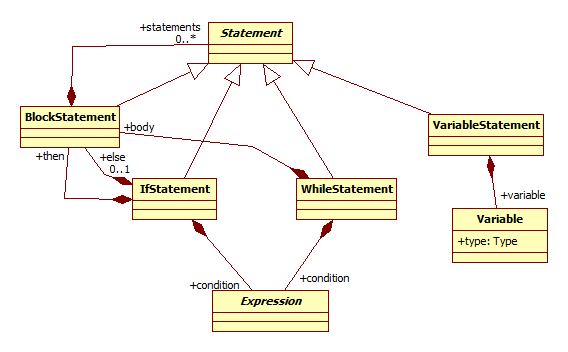 +statements
0..*
Statement
BlockStatement
+body
VariableStatement
+then
+else
0..1
IfStatement
WhileStatement
+variable
Variable
+type: Type
+condition
+condition
Expression